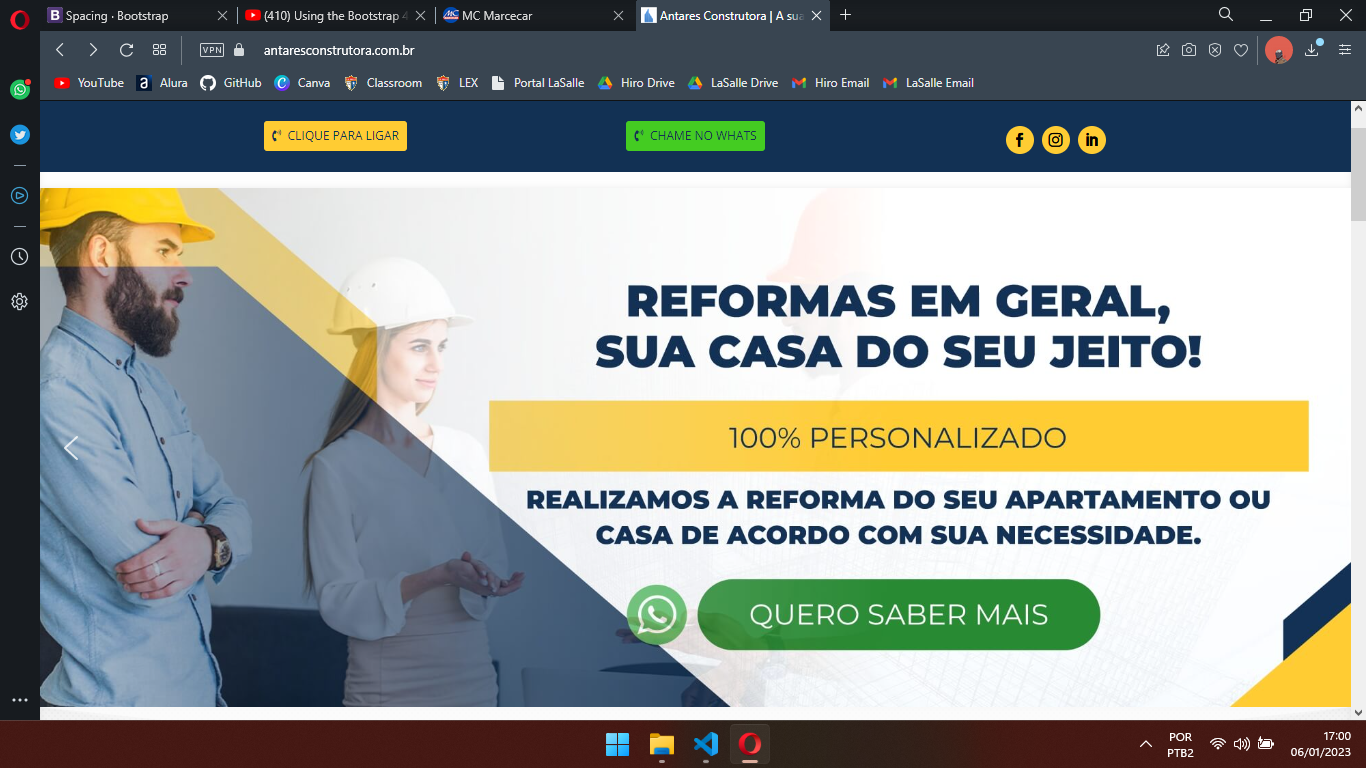 Spacing · Bootstrap
(410) Using the Bootstrap 4
MC Marcecar
Antares Construtora | A sua
VPN
antaresconstrutora.com.br
YouTube
Alura
GitHub
Canva
Classroom
LEX
Portal LaSalle
Hiro Drive
LaSalle Drive
Hiro Email
LaSalle Email
CLIQUE PARA LIGAR
CHAME NO WHATS
REFORMAS EM GERAL,
SUA CASA DO SEU JEITO!
100% PERSONALIZADO
REALIZAMOS A REFORMA DO SEU APARTAMENTO OU
CASA DE ACORDO COM SUA NECESSIDADE.
QUERO SABER MAIS
POR
PTB2
17:00
06/01/2023